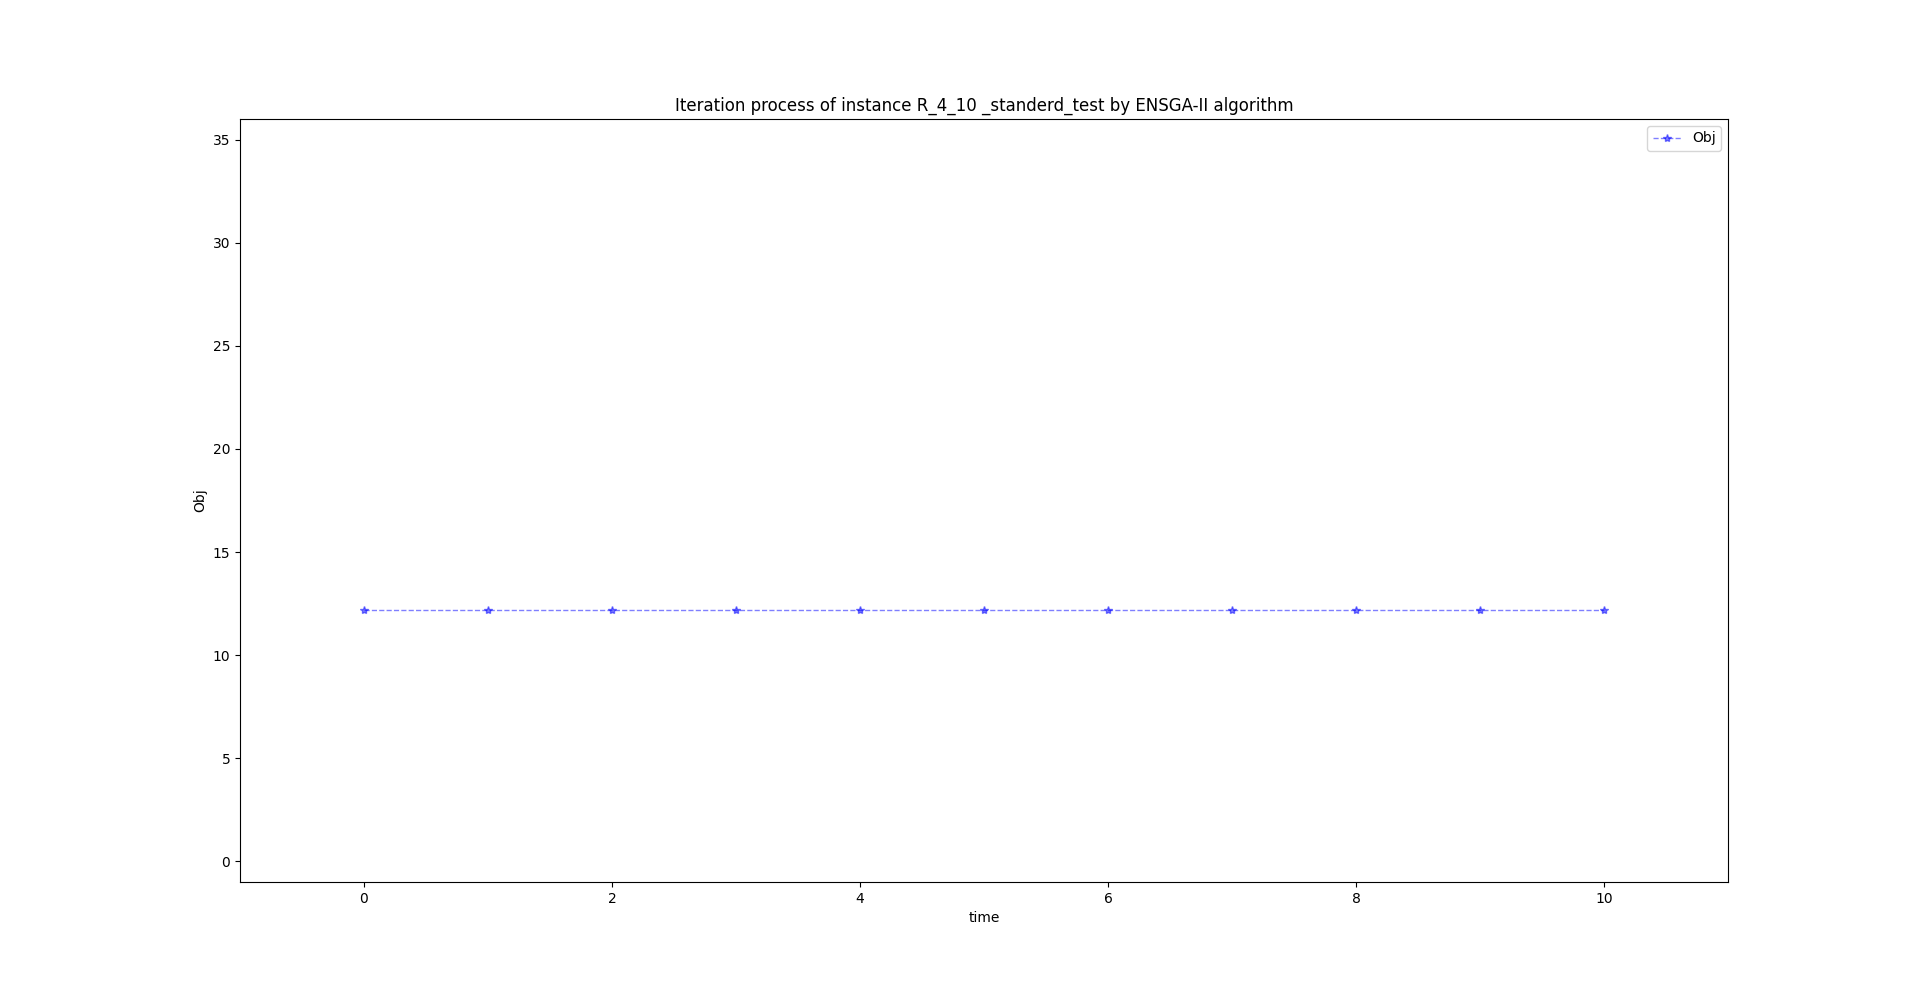 Iteration process of instance R_4_10 _standerd_test by ENSGA-II algorithm
Obj
35
30
25
20
15
10
5
0
Obj
0 2 4 6 8 10
time